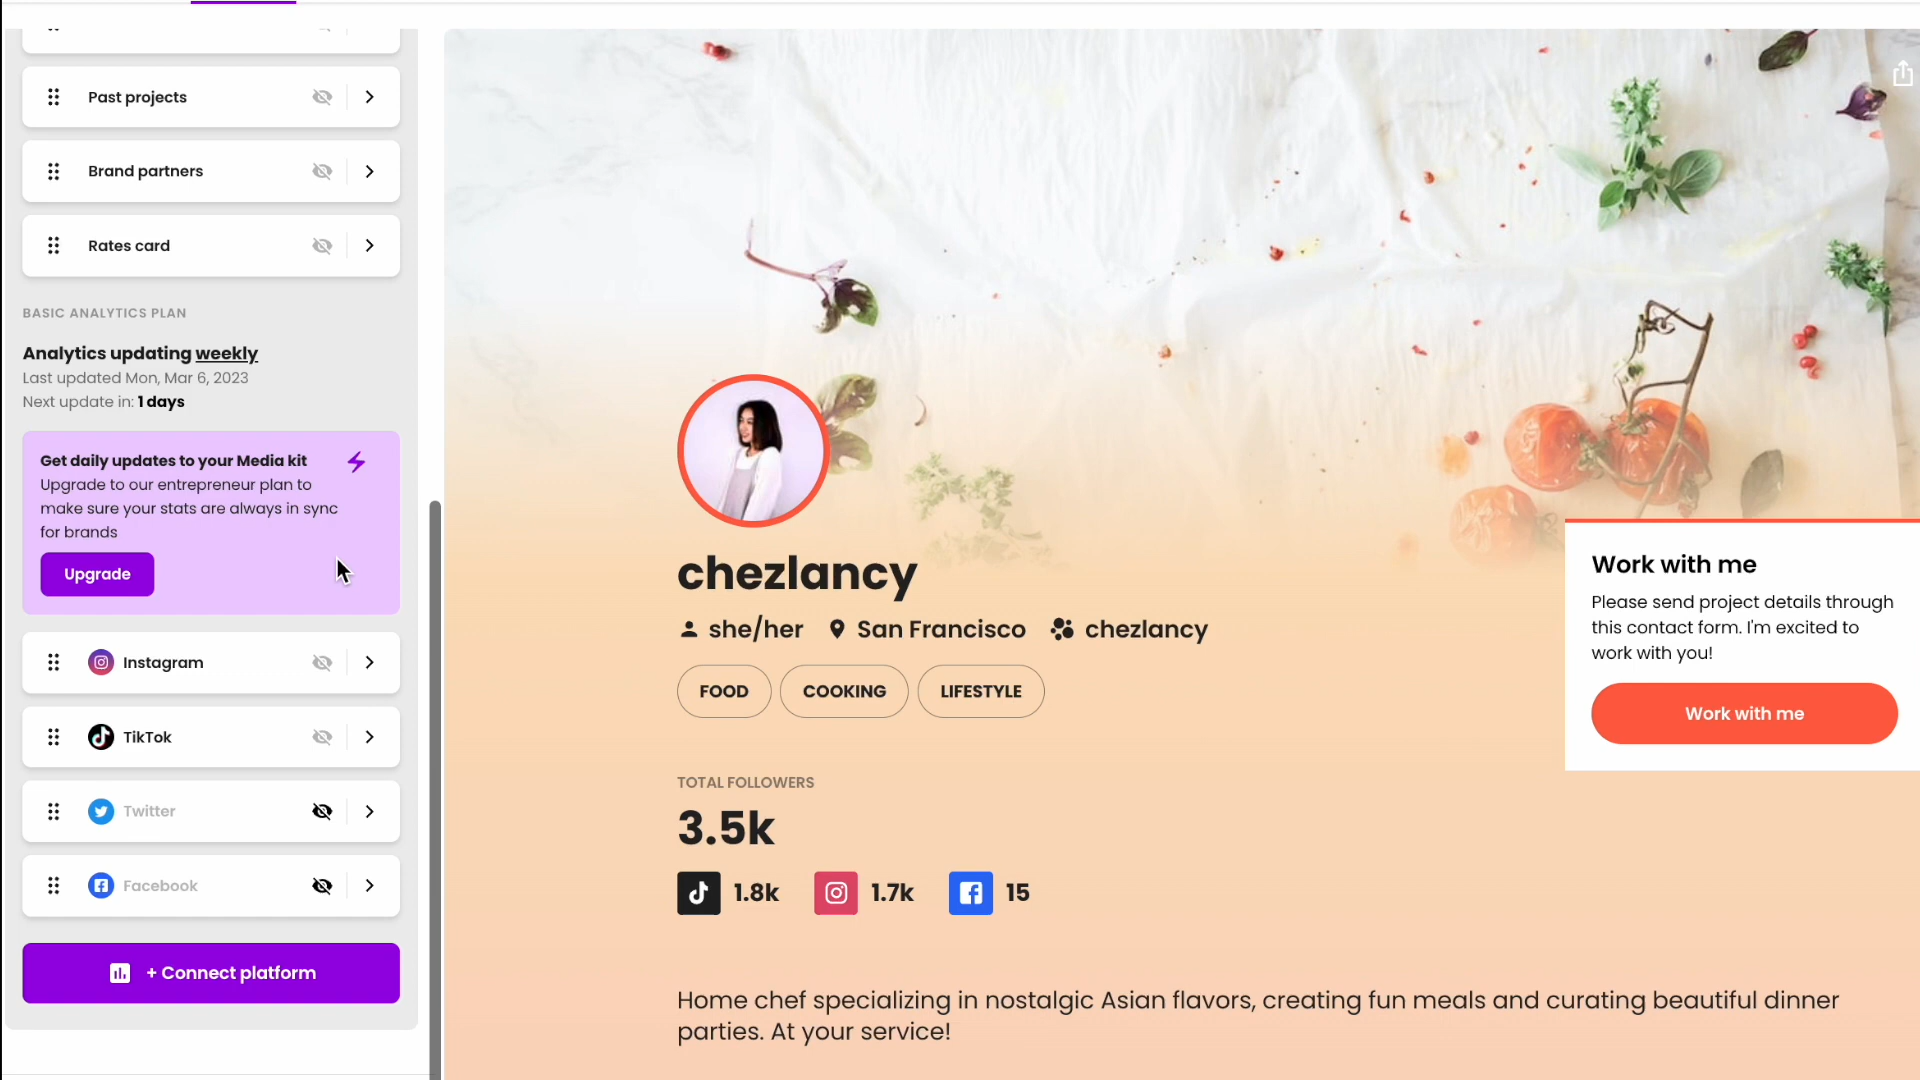 Past projects
Brand partners
Rates card
BASIC ANALYTICS PLAN
Analytics updating weekly
Last updated Mon, Mar 6, 2023
Next update in: 1 days
Get daily updates to your Media kit
Upgrade to our entrepreneur plan to
make sure your stats are always in sync
for brands
Upgrade
Instagram
TikTok
Twitter
Facebook
+ Connect platform
chezlancy
she/her San Francisco chezlancy
FOOD COOKING LIFESTYLE
TOTAL FOLLOWERS
3.5k
1.8k 1.7k 15
Home chef specializing in nostalgic Asian flavors, creating fun meals and curating beautiful dinner
parties. At your service!
Work with me
Please send project details through
this contact form. I'm excited to
work with you!
Work with me